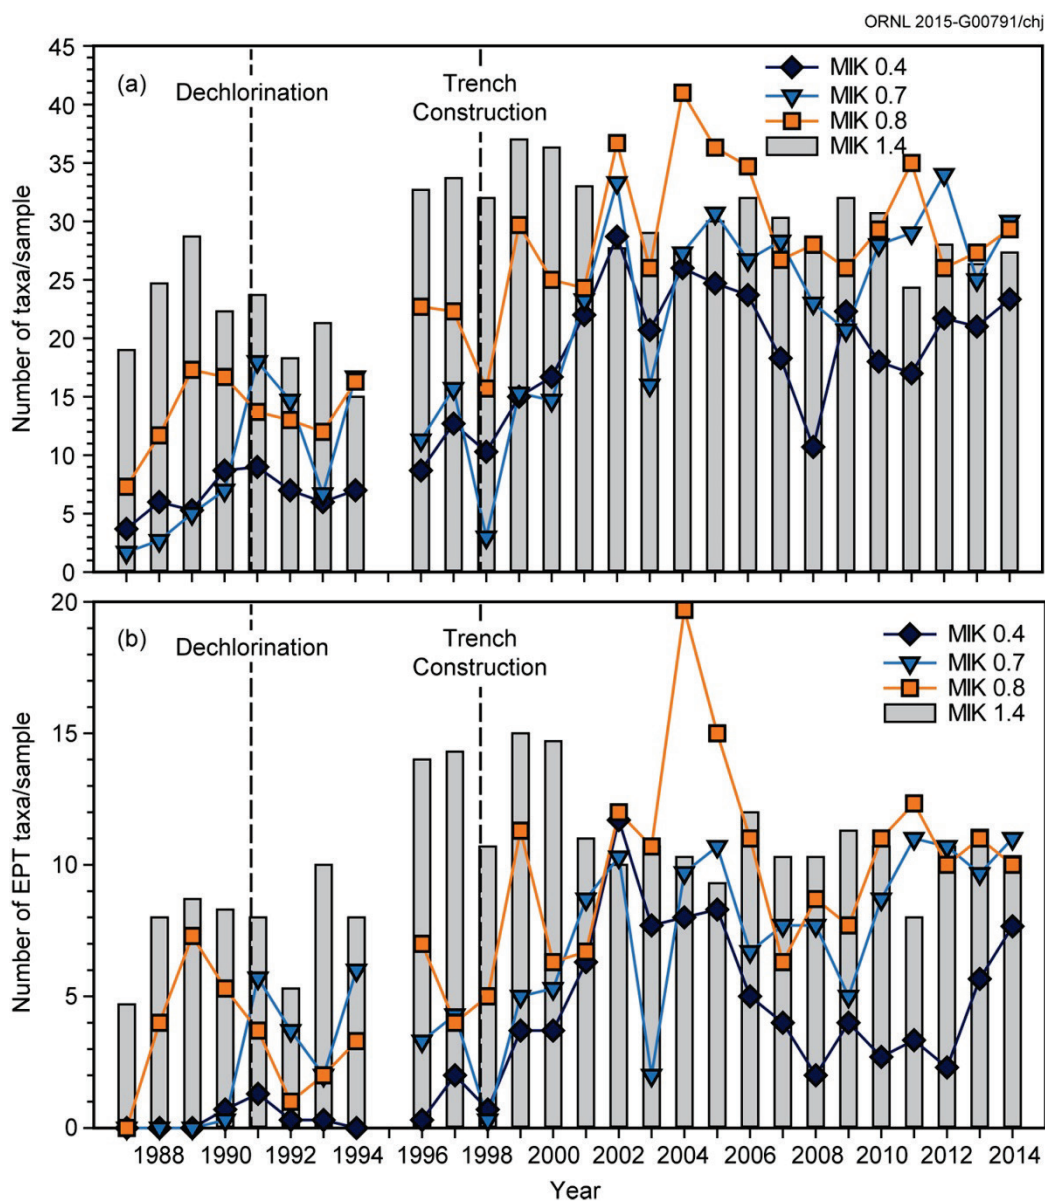 ORNL 2015-G00791/chj
45
40
35
30
25
20
15
10
5
0
Number of taxa/sample
(a)
Dechlorination
Trench
Construction
MIK 0.4
MIK 0.7
MIK 0.8
MIK 1.4
20
15
10
5
0
Number of EPT taxa/sample
(b)
Dechlorination
Trench
Construction
MIK 0.4
MIK 0.7
MIK 0.8
MIK 1.4
1988 1990 1992 1994 1996 1998 2000 2002 2004 2006 2008 2010 2012 2014
Year